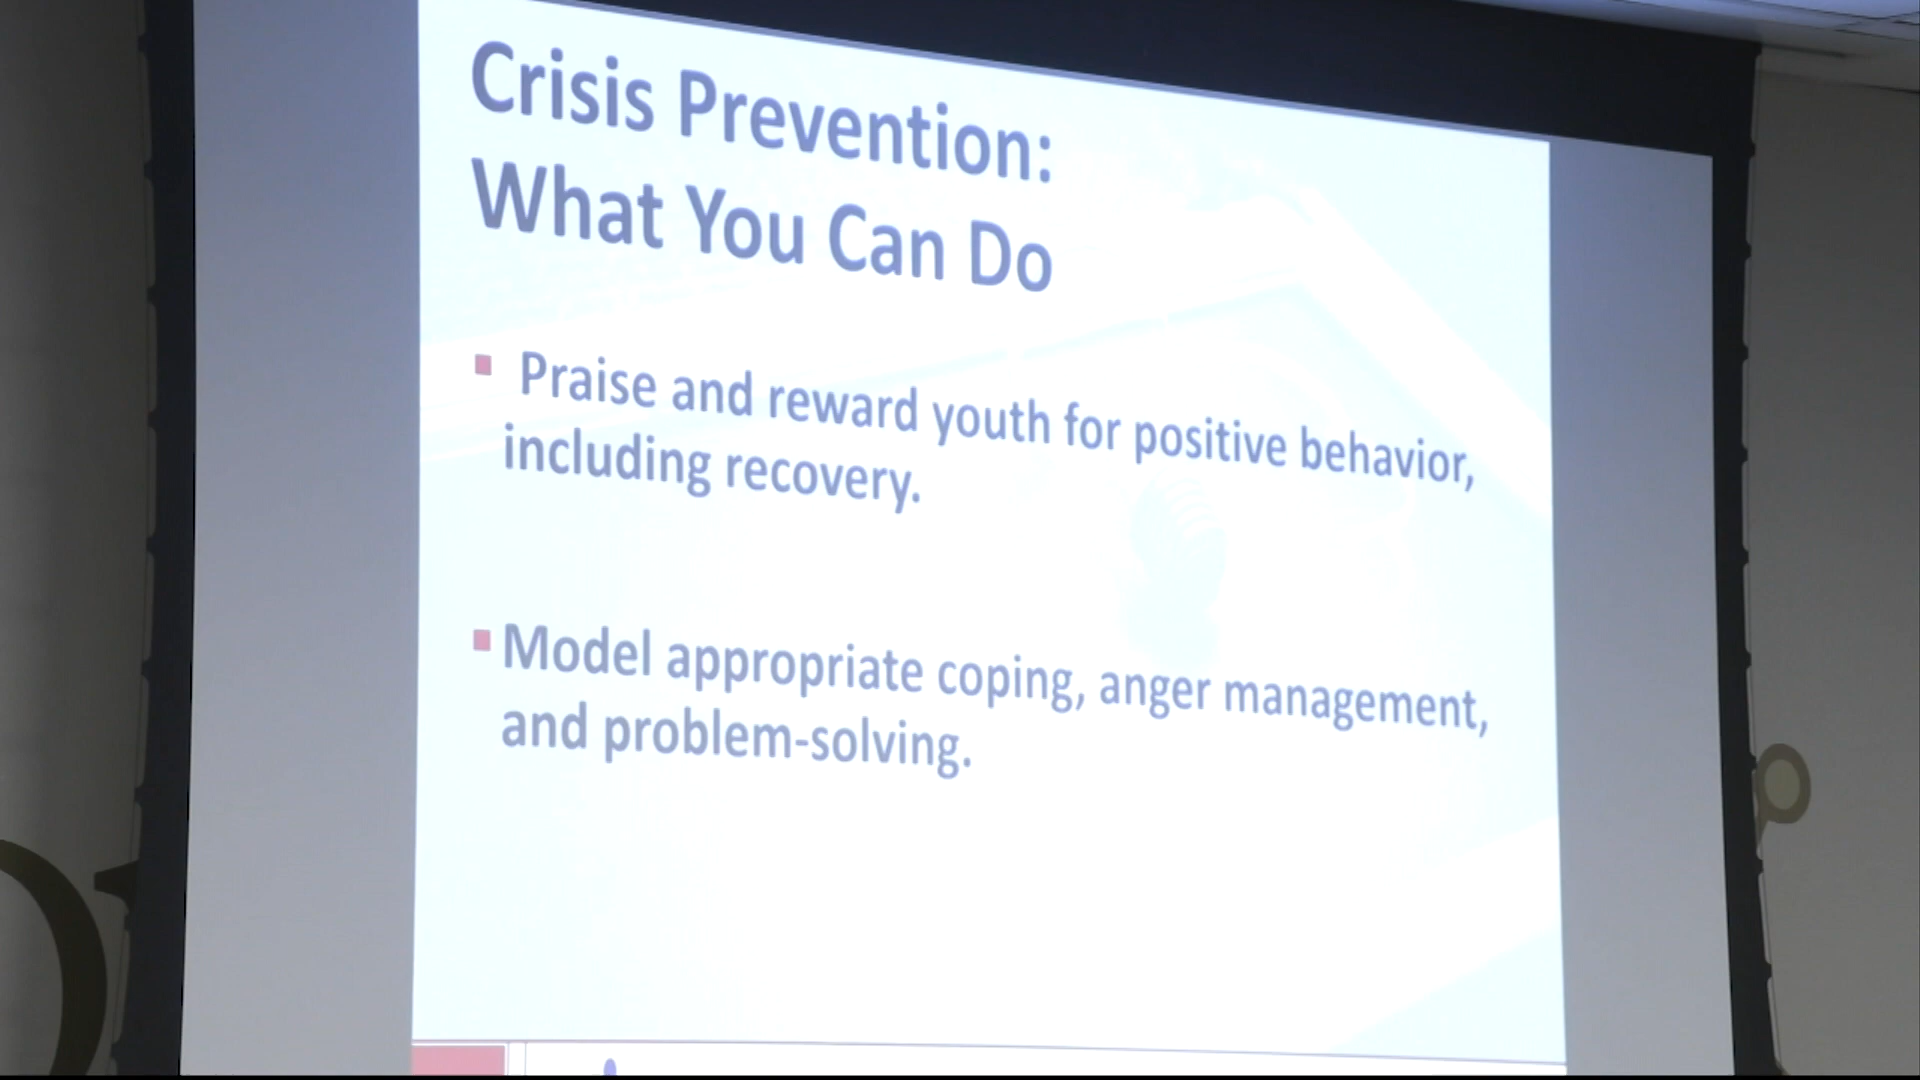 Crisis Prevention:
What You Can Do
Praise and reward youth for positive behavior,
including recovery.
Model appropriate coping, anger management,
and problem-solving.